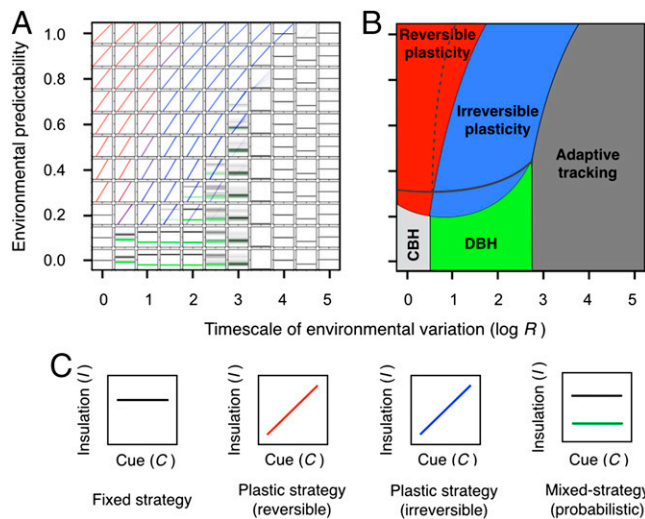 A
Environmental predictability
1.0
0.8
0.6
0.4
0.2
0.0
0 1 2 3 4 5
B
Reversible
plasticity
Irreversible
plasticity
Adaptive
tracking
CBH
DBH
0 1 2 3 4 5
Timescale of environmental variation (log R)
C
Insulation (I)
Cue (C)
Fixed strategy
Insulation (I)
Cue (C)
Plastic strategy
(reversible)
Insulation (I)
Cue (C)
Plastic strategy
(irreversible)
Insulation (I)
Cue (C)
Mixed-strategy
(probabilistic)